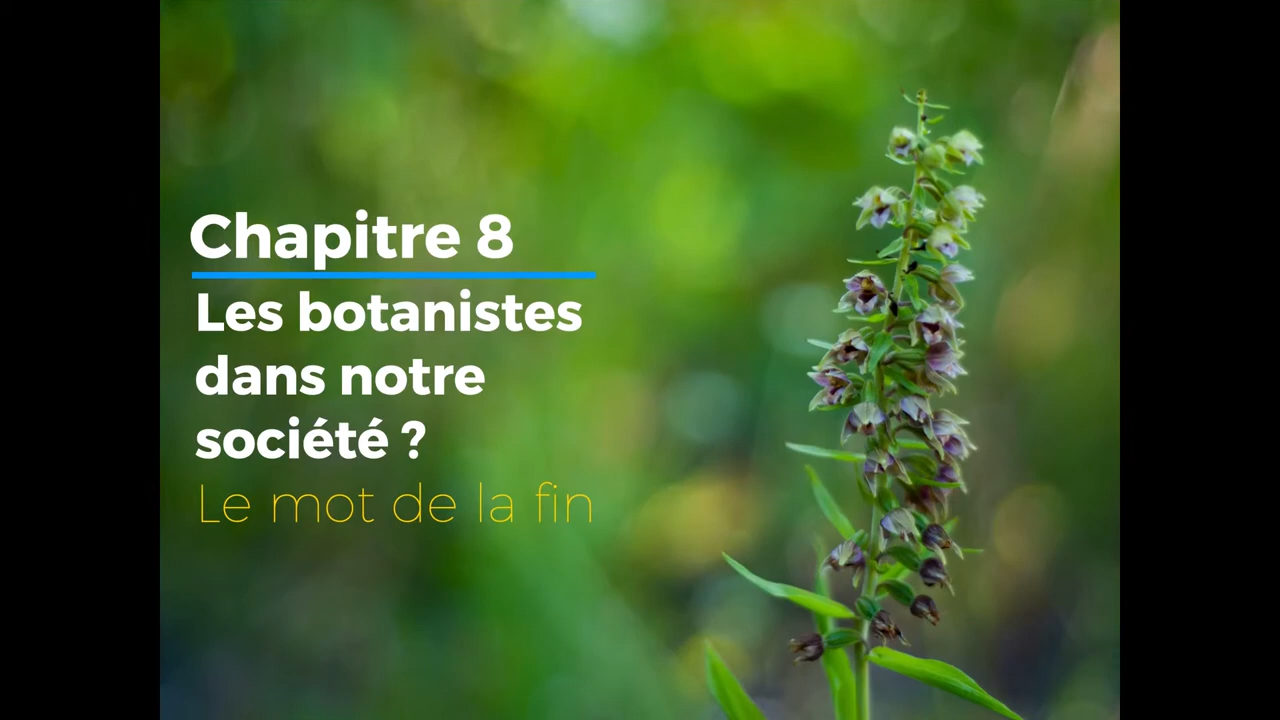 Chapitre 8
Les botanistes
dans notre
société ?
Le mot de la fin